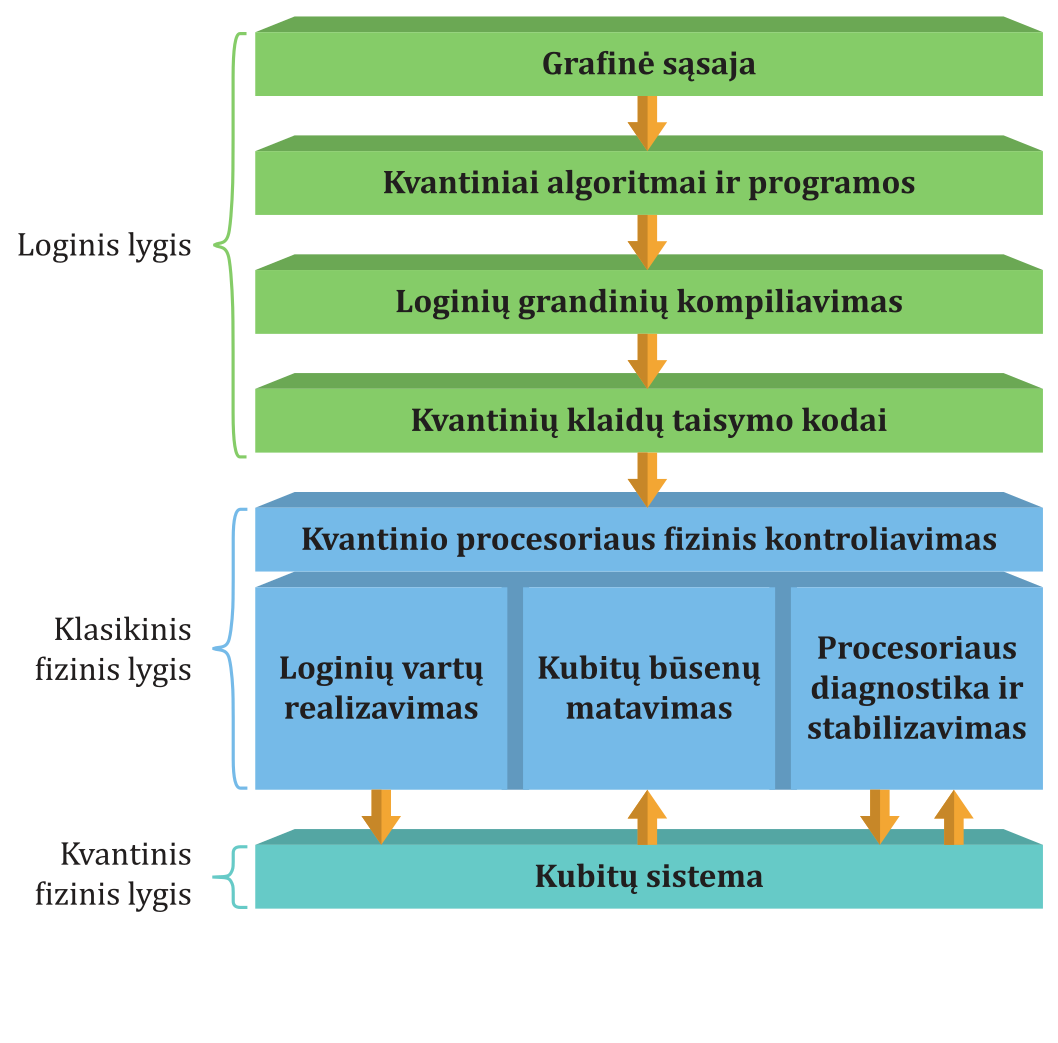 Grafinė sąsaja
Kvantiniai algoritmai ir programos
Loginis lygis
Loginių grandinių kompiliavimas
Kvantinių klaidų taisymo kodai
Kvantinio procesoriaus fizinis kontroliavimas
Klasikinis
fizinis lygis
Loginių vartų
realizavimas
Kubitų būsenų
matavimas
Procesoriaus
diagnostika ir
stabilizavimas
Kvantinis
fizinis lygis
Kubitų sistema